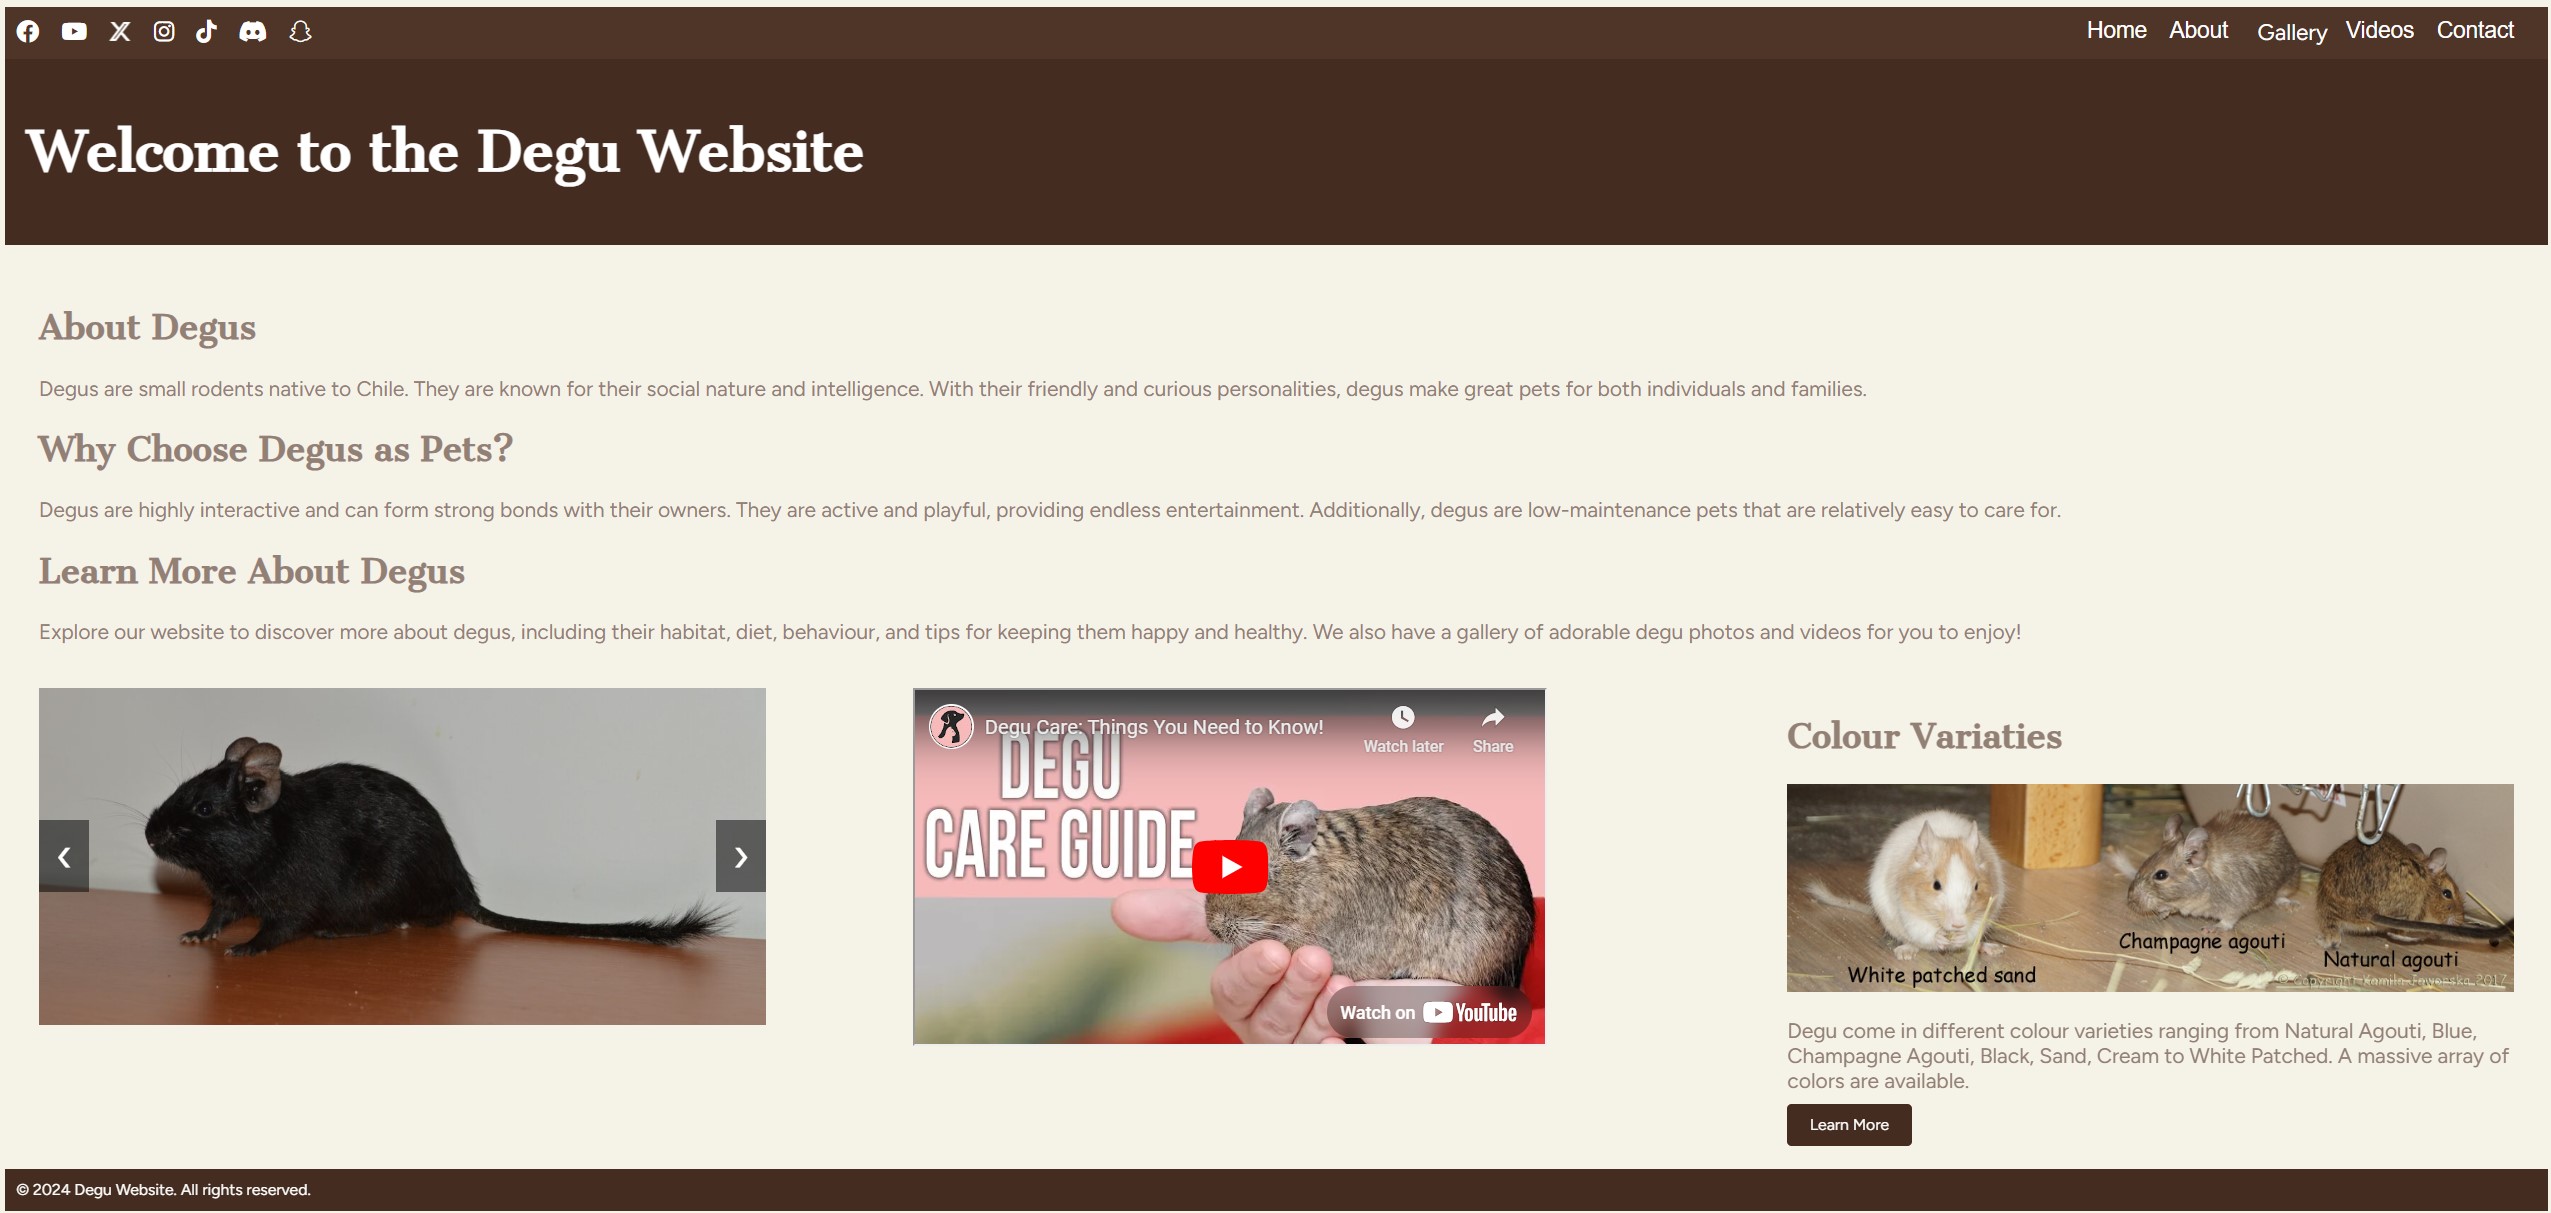 Home About Gallery Videos Contact
Welcome to the Degu Website
About Degus
Degus are small rodents native to Chile. They are known for their social nature and intelligence. With their friendly and curious personalities, degus make great pets for both individuals and families.
Why Choose Degus as Pets?
Degus are highly interactive and can form strong bonds with their owners. They are active and playful, providing endless entertainment. Additionally, degus are low-maintenance pets that are relatively easy to care for.
Learn More About Degus
Explore our website to discover more about degus, including their habitat, diet, behaviour, and tips for keeping them happy and healthy. We also have a gallery of adorable degu photos and videos for you to enjoy!
Degu Care: Things You Need to Know!
Watch later Share
DEGU
CARE GUIDE
Watch on YouTube
Colour Variaties
Champagne agouti
Natural agouti
White patched sand
© Copyright Kamila Jaworska 2017
Degu come in different colour varieties ranging from Natural Agouti, Blue,
Champagne Agouti, Black, Sand, Cream to White Patched. A massive array of
colors are available.
Learn More
© 2024 Degu Website. All rights reserved.